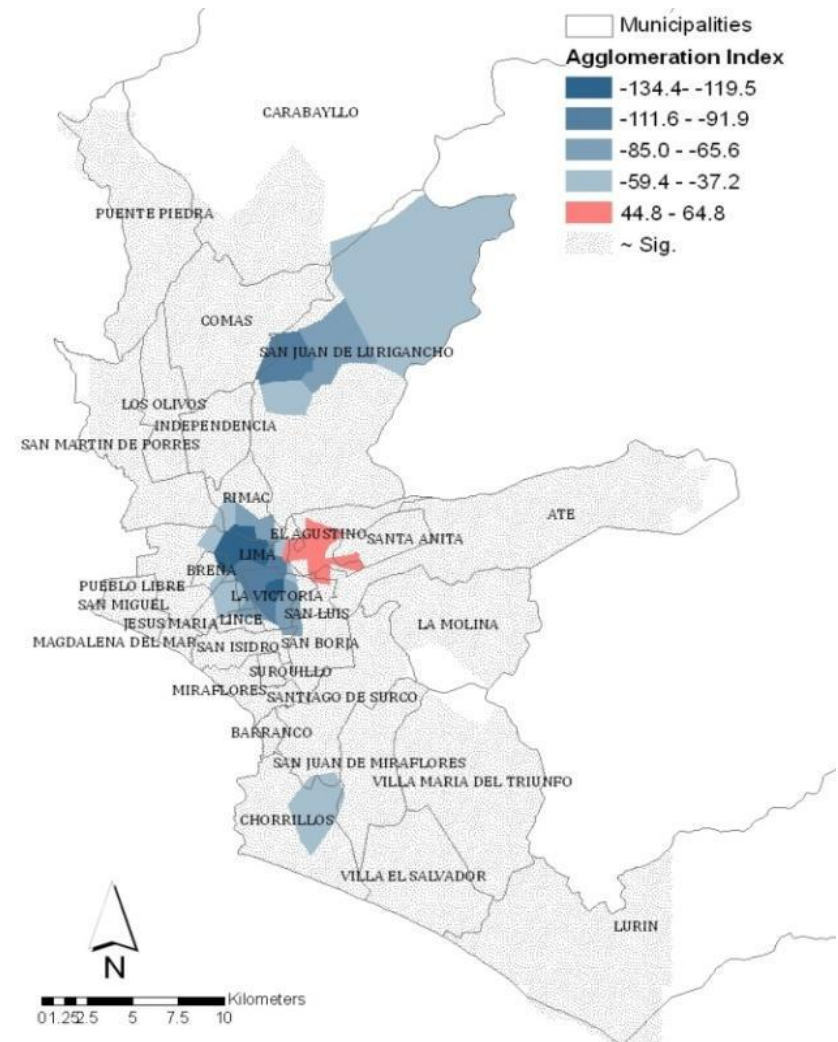 Municipalities
Agglomeration Index
-134.4- -119.5
-111.6 - -91.9
-85.0 - -65.6
-59.4 - -37.2
44.8 - 64.8
~ Sig.
CARABAYLLO
PUENTE PIEDRA
COMAS
SAN JUAN DE LURIGANCHO
LOS OLIVOS
INDEPENDENCIA
SAN MARTIN DE PORRES
RIMAC
ATE
EL AGUSTINO
SANTA ANITA
LIMA
BREÑA
PUEBLO LIBRE
LA VICTORIA
SAN MIGUEL
SAN LUIS
JESUS MARIA
LINCE
LA MOLINA
MAGDALENA DEL MAR
SAN ISIDRO
SAN BORJA
SURQUILLO
MIRAFLORES
SANTIAGO DE SURCO
BARRANCO
SAN JUAN DE MIRAFLORES
VILLA MARIA DEL TRIUNFO
CHORRILLOS
VILLA EL SALVADOR
LURIN
N
Kilometers
0 1.25 2.5 5 7.5 10